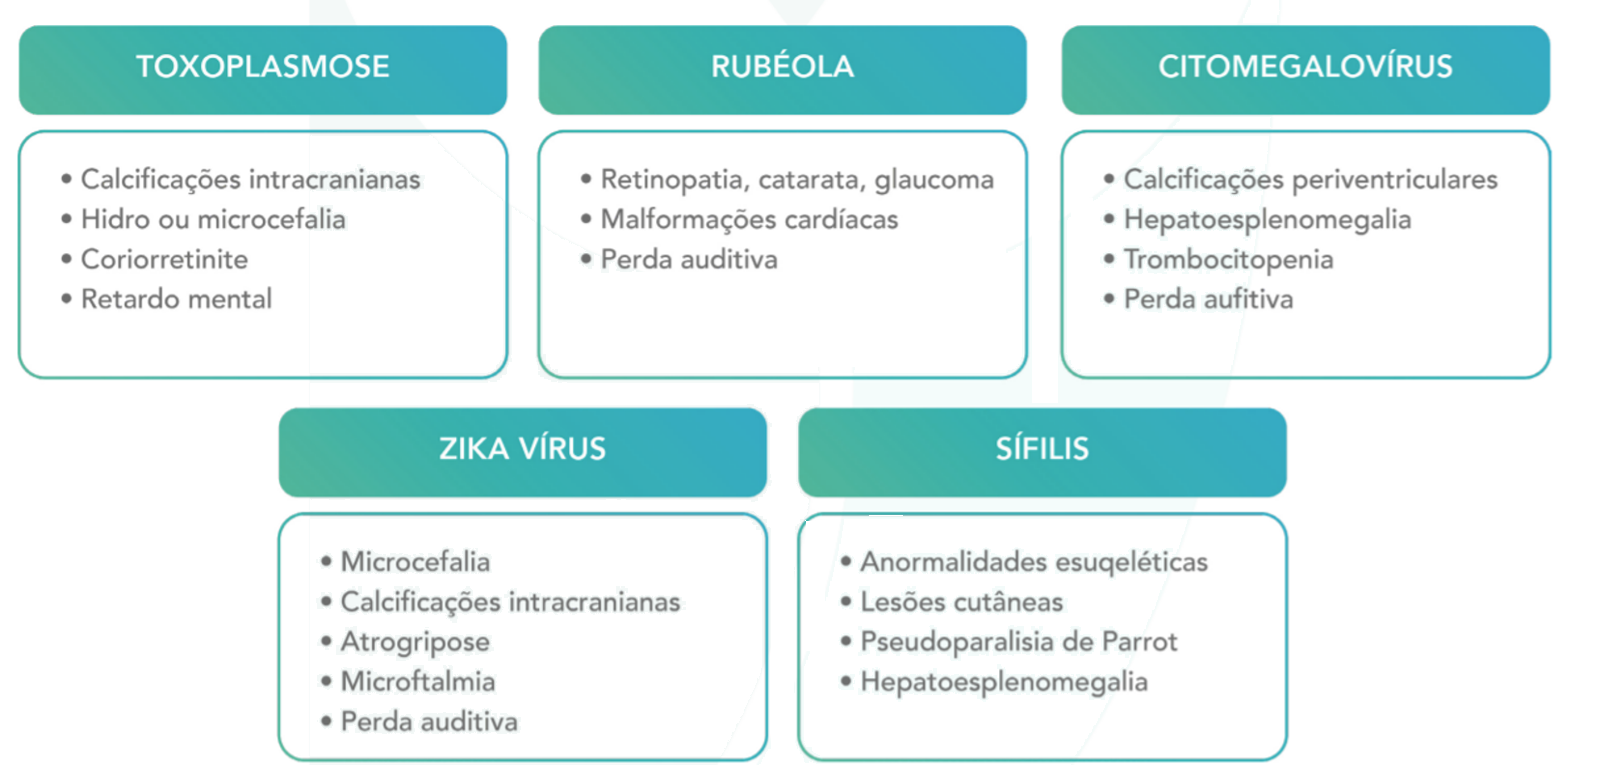 TOXOPLASMOSE
• Calcificações intracranianas
• Hidro ou microcefalia
• Coriorretinite
• Retardo mental
RUBÉOLA
• Retinopatia, catarata, glaucoma
• Malformações cardíacas
• Perda auditiva
CITOMEGALOVÍRUS
• Calcificações periventriculares
• Hepatoesplenomegalia
• Trombocitopenia
• Perda aufitiva
ZIKA VÍRUS
• Microcefalia
• Calcificações intracranianas
• Atrogripose
• Microftalmia
• Perda auditiva
SÍFILIS
• Anormalidades esuqeléticas
• Lesões cutâneas
• Pseudoparalisia de Parrot
• Hepatoesplenomegalia